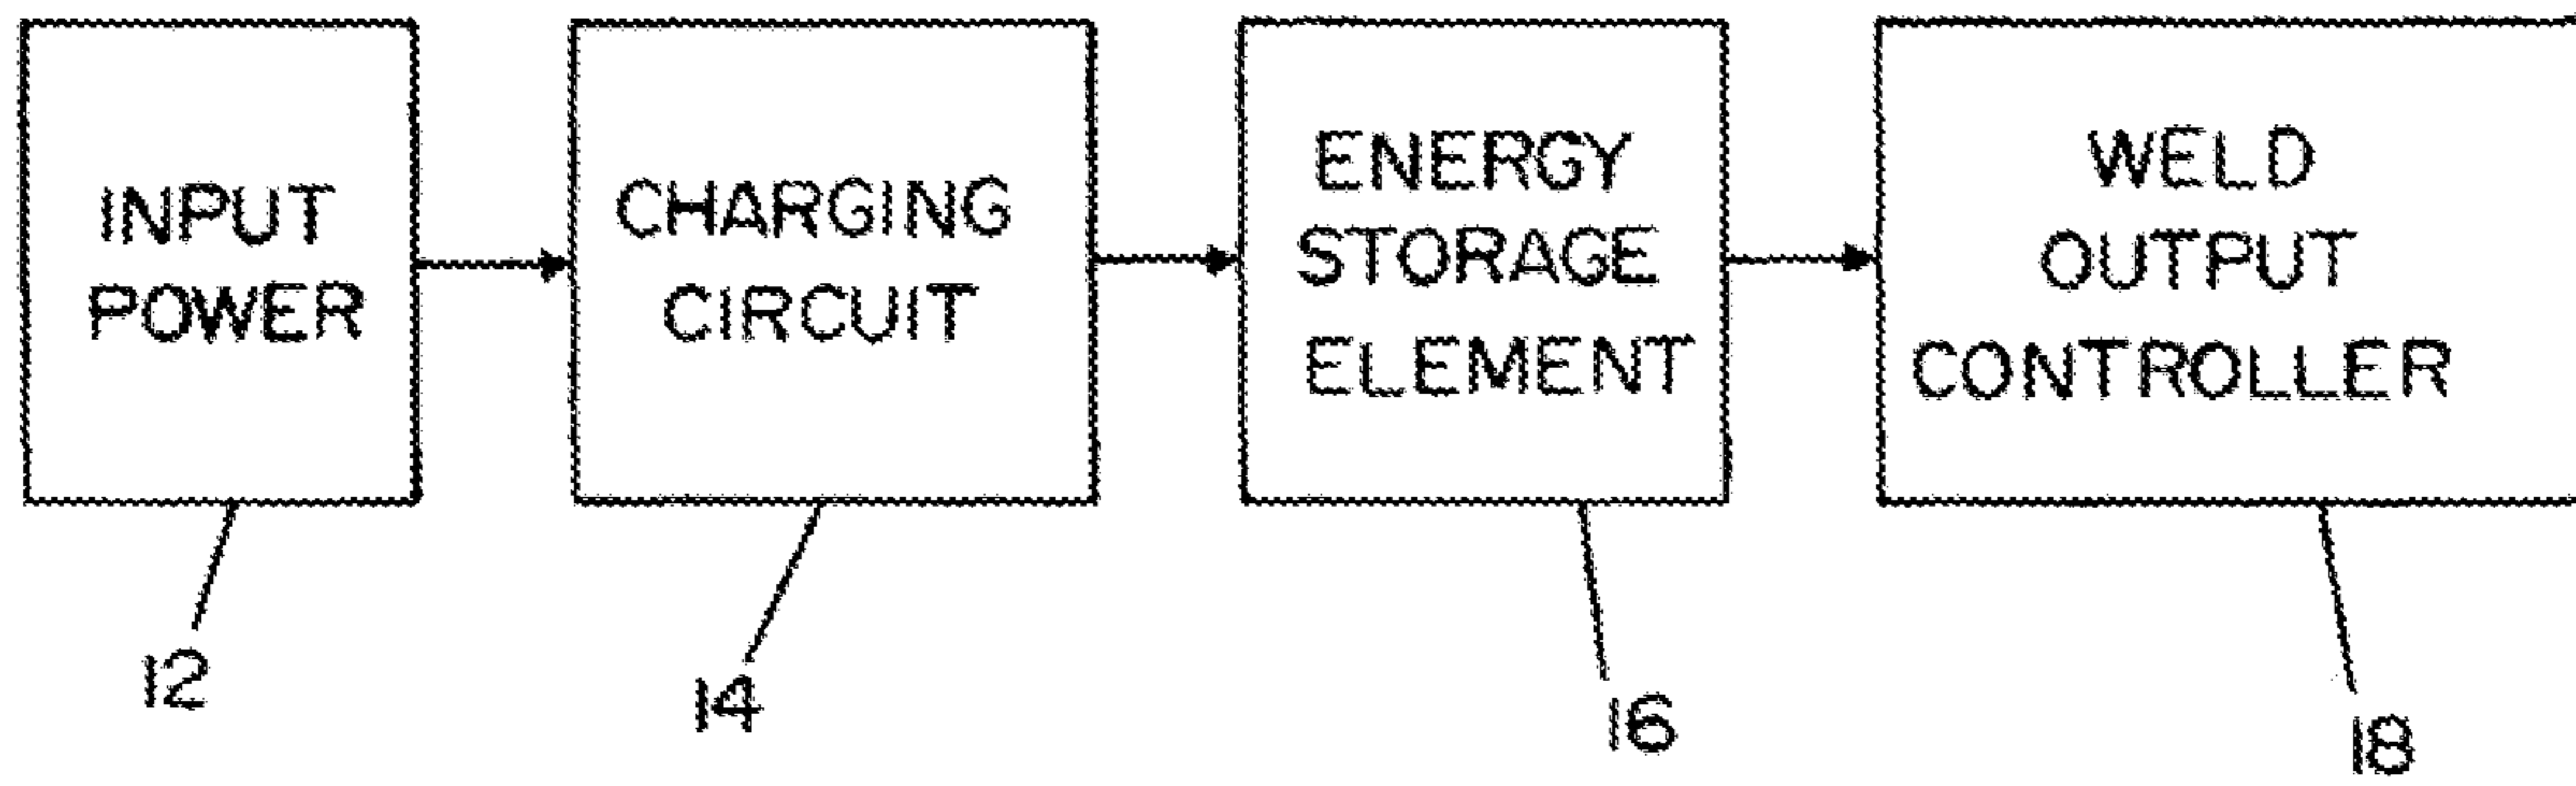 INPUT
POWER
CHARGING
CIRCUIT
ENERGY
STORAGE
ELEMENT
WELD
OUTPUT
CONTROLLER
12
14
16
18